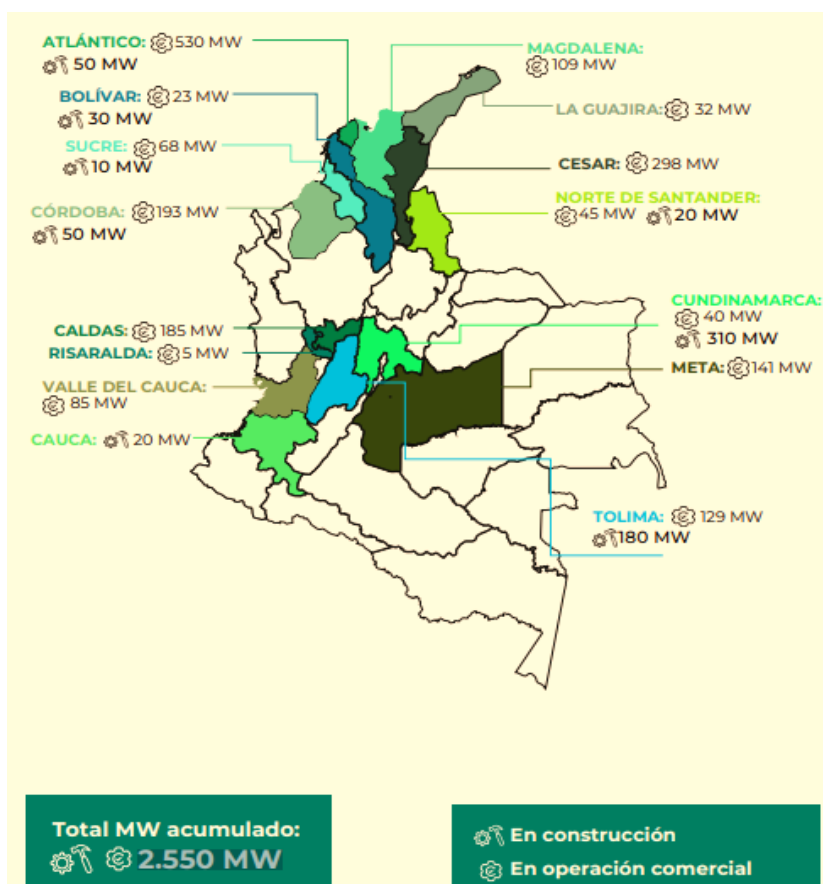 ATLÁNTICO: 530 MW
50 MW
BOLÍVAR: 23 MW
30 MW
SUCRE: 68 MW
10 MW
CÓRDOBA: 193 MW
50 MW
MAGDALENA:
109 MW
LA GUAJIRA: 32 MW
CESAR: 298 MW
NORTE DE SANTANDER:
45 MW 20 MW
CALDAS: 185 MW
RISARALDA: 5 MW
VALLE DEL CAUCA:
85 MW
CAUCA: 20 MW
CUNDINAMARCA:
40 MW
310 MW
META: 141 MW
TOLIMA: 129 MW
180 MW
Total MW acumulado:
2.550 MW
En construcción
En operación comercial